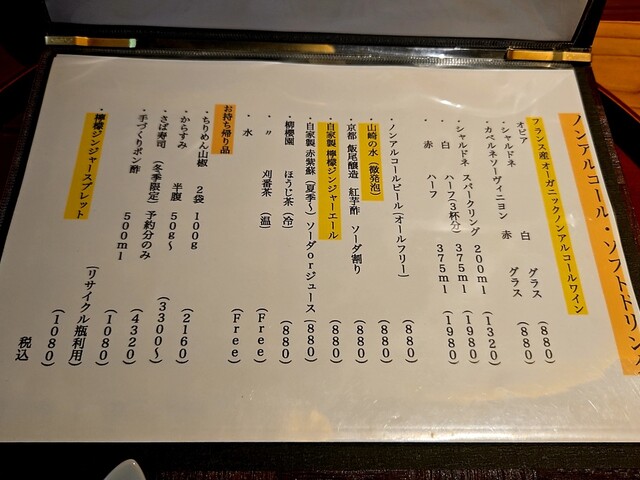 ノンアルコール・ソフトドリンク
フランス産オーガニックノンアルコールワイン
オピア
・シャルドネ 白 グラス (880)
・カベルネソーヴィニヨン 赤 グラス (880)
・シャルドネ スパークリング 200ml (1320)
・ 白 ハーフ(3杯分) 375ml (1980)
・ 赤 ハーフ 375ml (1980)
・ノンアルコールビール(オールフリー) (880)
・山崎の水(微発泡) (880)
・京都 飯尾醸造 紅芋酢 ソーダ割り (880)
・自家製 檸檬ジンジャーエール (880)
・自家製 赤紫蘇(夏季~)ソーダorジュース (880)
・柳櫻園 ほうじ茶(冷) (880)
・ 〃 刈番茶(温) (Free)
・水 (Free)
お持ち帰り品
・ちりめん山椒 2袋 100g (2160)
・からすみ 半腹 50g~ (3300~)
・さば寿司 (冬季限定) 予約分のみ (4320)
・手づくりポン酢 500ml (1080)
(リサイクル瓶利用)
・檸檬ジンジャースプレット (1080)
税込